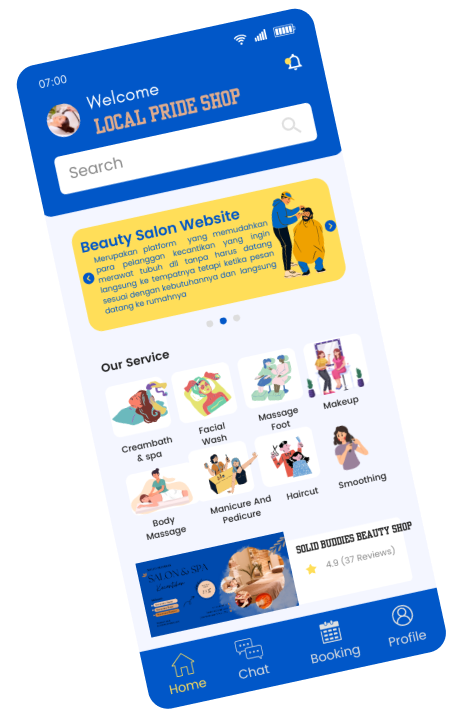 07:00
Welcome
LOCAL PRIDE SHOP
Search
Beauty Salon Website
Merupakan platform yang memudahkan
para pelanggan kecantikan yang ingin
merawat tubuh dll tanpa harus datang
langsung ke tempatnya tetapi ketika pesan
sesuai dengan kebutuhannya dan langsung
datang ke rumahnya
Our Service
Creambath
& spa
Facial
Wash
Massage
Foot
Makeup
Body
Massage
Manicure And
Pedicure
Haircut
Smoothing
SALON & SPA
SOLID BUDDIES BEAUTY SHOP
4.9 (37 Reviews)
Home
Chat
Booking
Profile